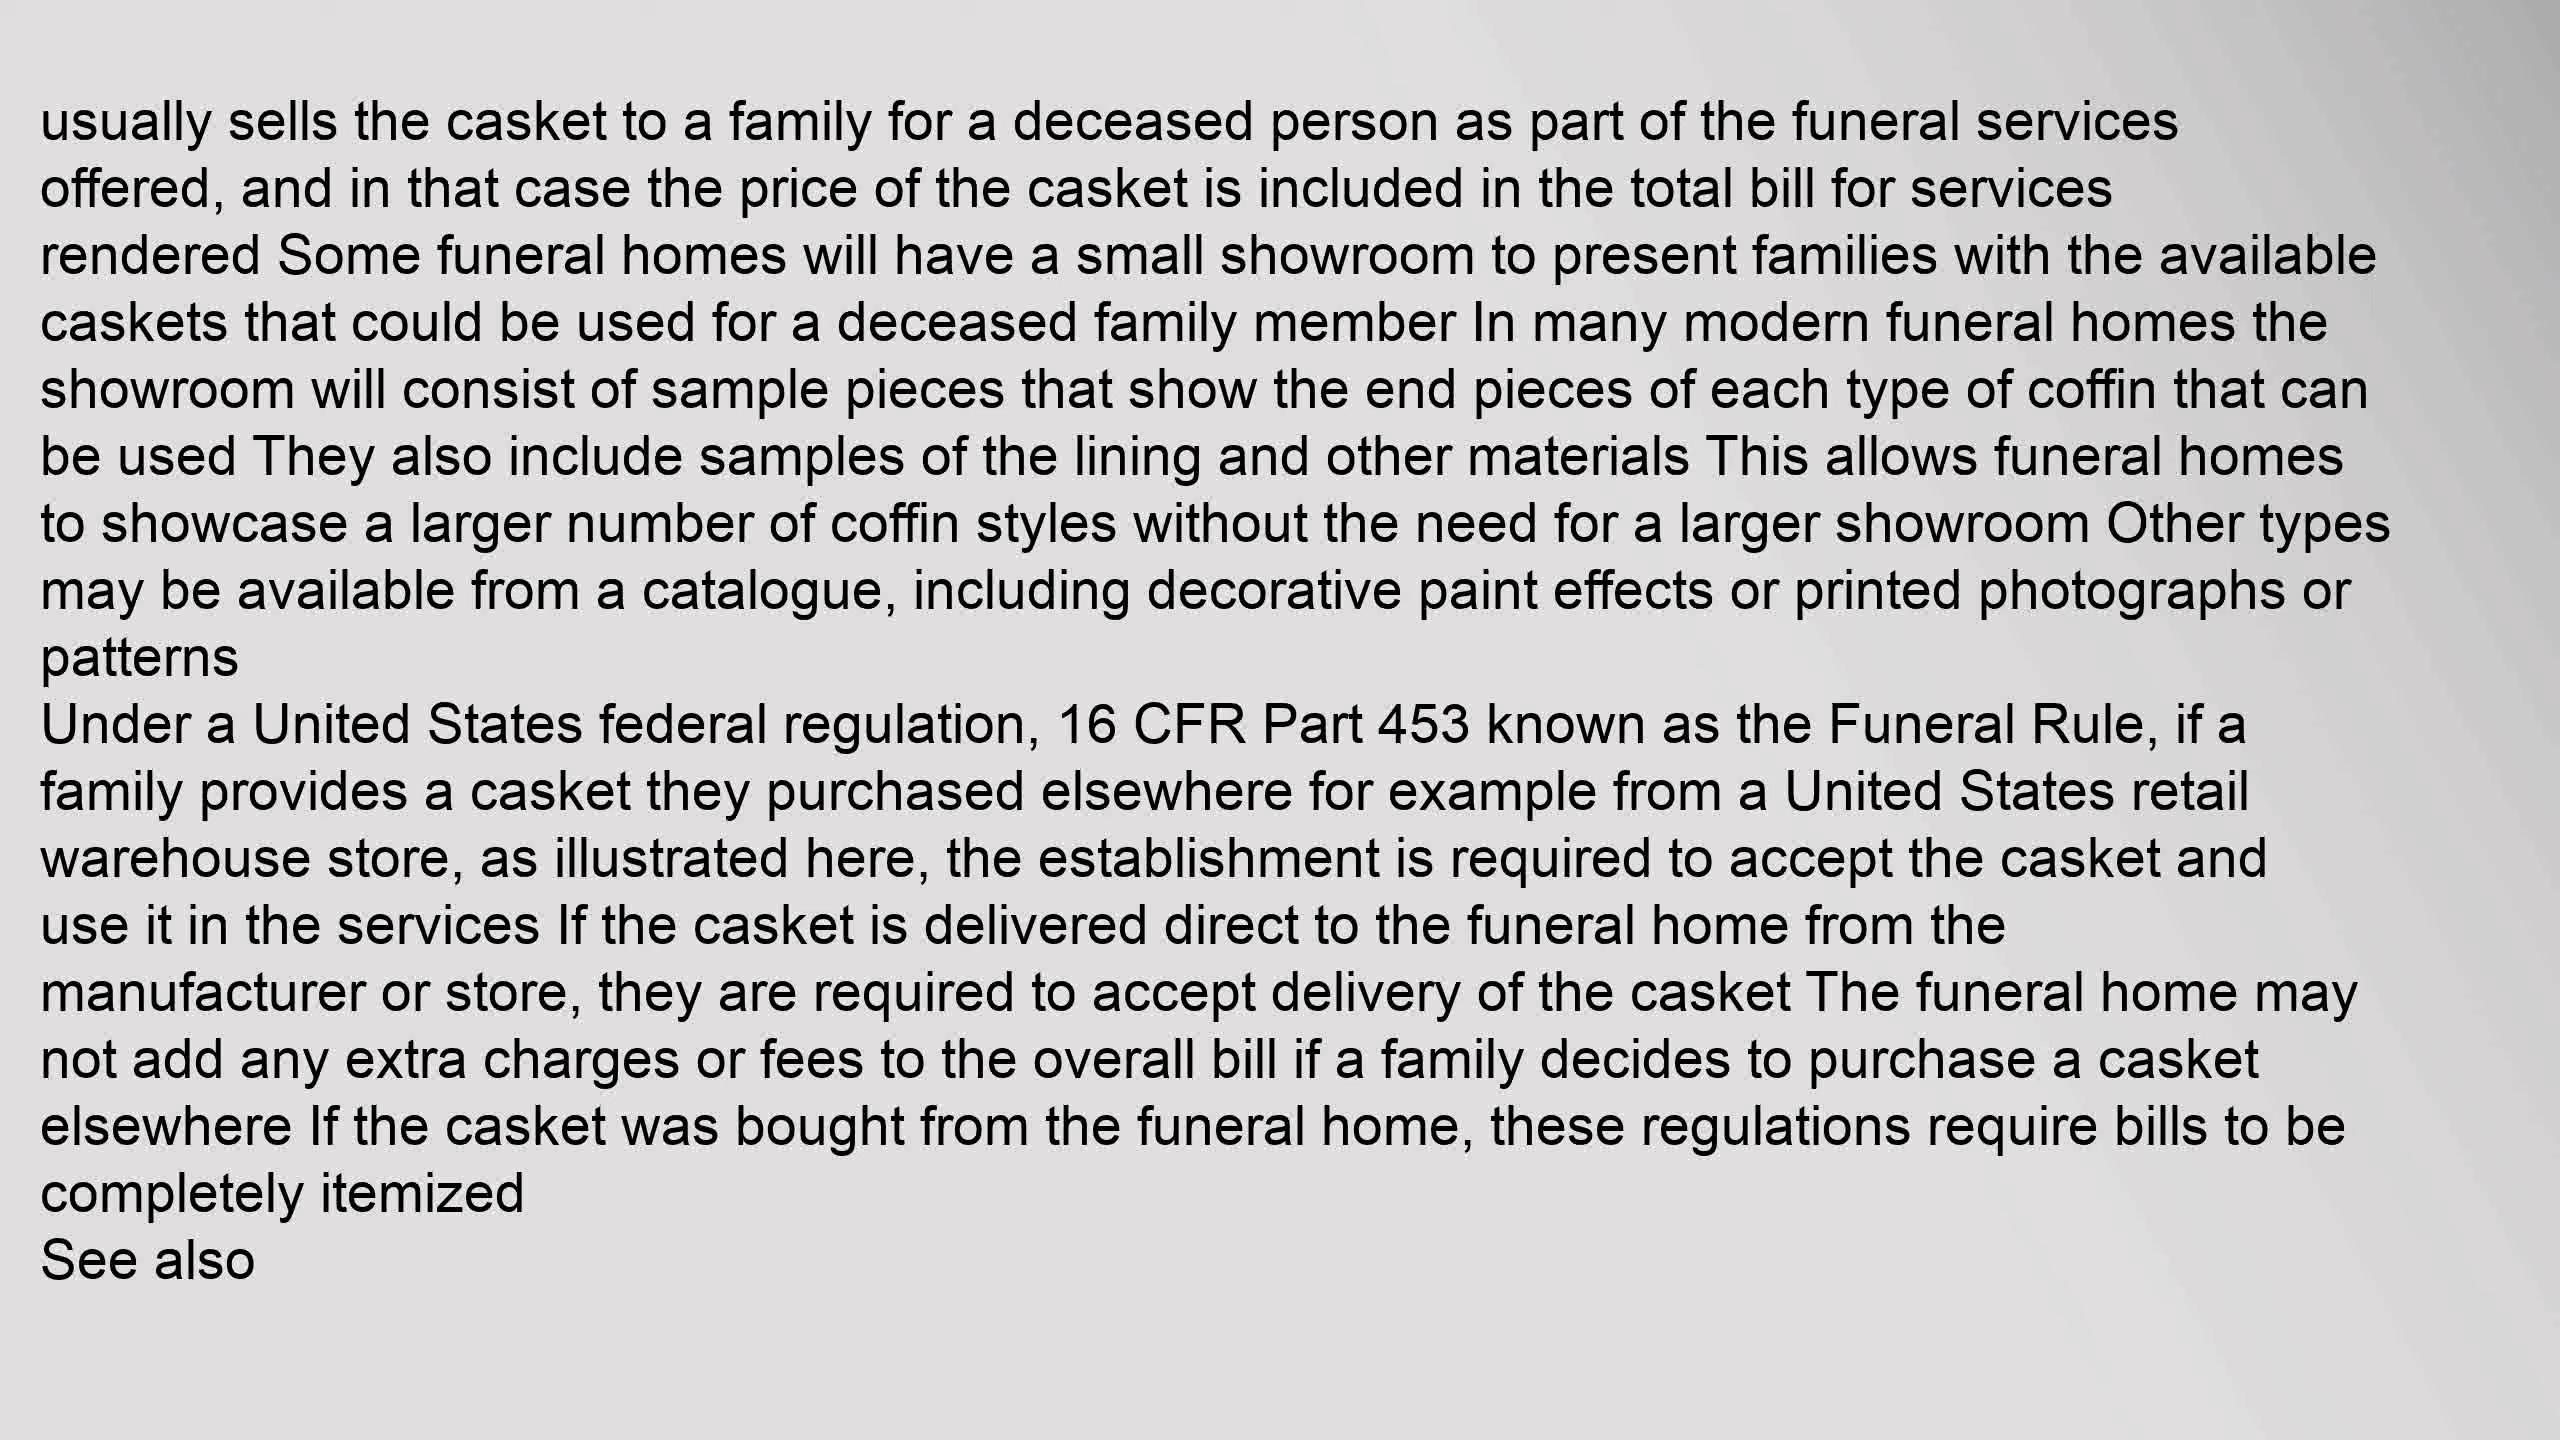 usually sells the casket to a family for a deceased person as part of the funeral services
offered, and in that case the price of the casket is included in the total bill for services
rendered Some funeral homes will have a small showroom to present families with the available
caskets that could be used for a deceased family member In many modern funeral homes the
showroom will consist of sample pieces that show the end pieces of each type of coffin that can
be used They also include samples of the lining and other materials This allows funeral homes
to showcase a larger number of coffin styles without the need for a larger showroom Other types
may be available from a catalogue, including decorative paint effects or printed photographs or
patterns
Under a United States federal regulation, 16 CFR Part 453 known as the Funeral Rule, if a
family provides a casket they purchased elsewhere for example from a United States retail
warehouse store, as illustrated here, the establishment is required to accept the casket and
use it in the services If the casket is delivered direct to the funeral home from the
manufacturer or store, they are required to accept delivery of the casket The funeral home may
not add any extra charges or fees to the overall bill if a family decides to purchase a casket
elsewhere If the casket was bought from the funeral home, these regulations require bills to be
completely itemized
See also